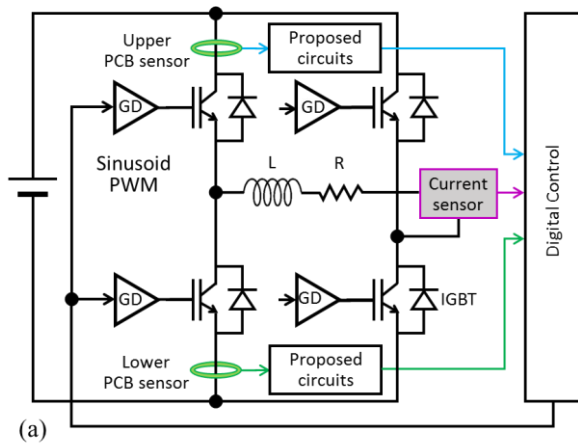 Upper
PCB sensor
Proposed
circuits
GD
GD
Sinusoid
PWM
L
R
Current
sensor
Digital Control
GD
GD
IGBT
Lower
PCB sensor
Proposed
circuits
(a)